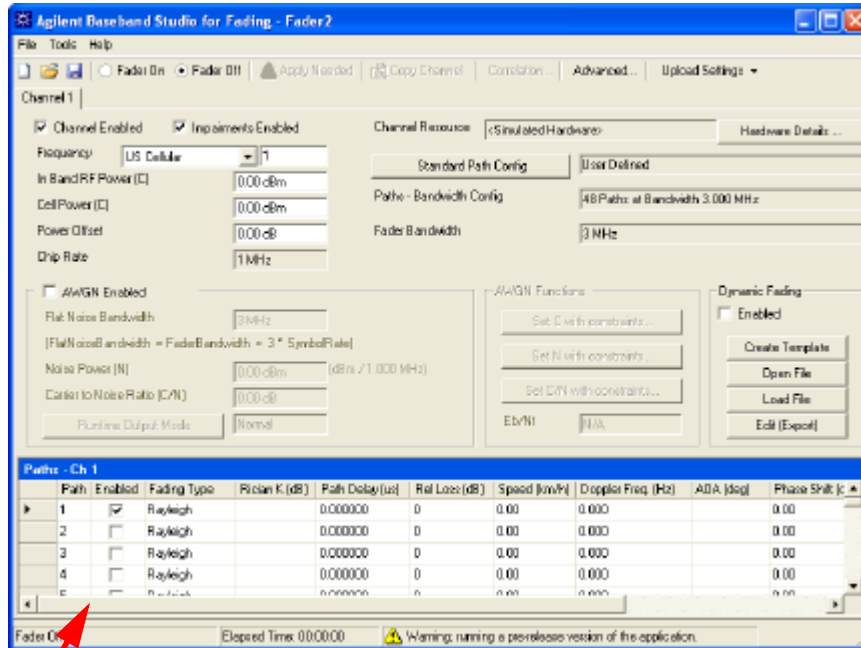 Agilent Baseband Studio for Fading - Fader2
File Tools Help
Fader On Fader Off Apply Needed Copy Channel Correlation... Advanced... Upload Settings
Channel 1
Channel Enabled Impairments Enabled Channel Resource <Simulated Hardware> Hardware Details ...
Frequency US Cellular 1 Standard Path Config User Defined
In Band RF Power (C) 0.00 dBm
Cell Power (C) 0.00 dBm Paths - Bandwidth Config 48 Paths at Bandwidth 3.000 MHz
Power Offset 0.00 dB Fader Bandwidth 3 MHz
Chip Rate 1 MHz
AWGN Enabled AWGN Functions Dynamic Fading
Flat Noise Bandwidth 3 MHz Set C with constraints... Enabled
(FlatNoiseBandwidth = FaderBandwidth = 3 * SymbolRate)
Noise Power (N) 0.00 dBm (dBm / 1.000 MHz) Set N with constraints... Create Template
Carrier to Noise Ratio (C/N) 0.00 dB Set C/N with constraints... Open File
Load File
Runtime Output Mode Normal Eb/Nt N/A Edit (Export)
Paths - Ch 1
Path Enabled Fading Type Rician K (dB) Path Delay (us) Rel Loss (dB) Speed (km/h) Doppler Freq. (Hz) AOA (deg) Phase Shift (c
1 Rayleigh 0.000000 0 0.00 0.000 0.00
2 Rayleigh 0.000000 0 0.00 0.000 0.00
3 Rayleigh 0.000000 0 0.00 0.000 0.00
4 Rayleigh 0.000000 0 0.00 0.000 0.00
Fader Elapsed Time: 00:00:00 Warning: running a pre-release version of the application.